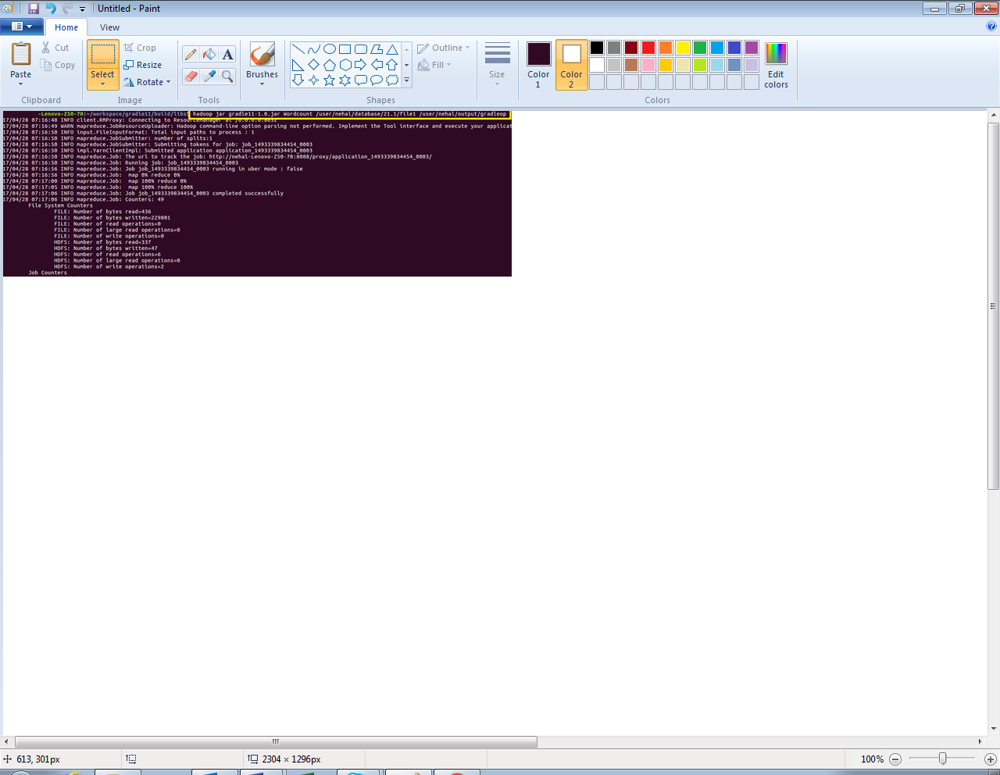 Untitled - Paint
Home View
Paste
Cut
Copy
Clipboard
Select
Crop
Resize
Rotate
Image
Tools
Brushes
Shapes
Outline
Fill
Size
Color 1
Color 2
Edit colors
Colors
-Lenovo-Z50-70:~/workspace/gradle11/build/libs$ hadoop jar gradle11-1.0.jar Wordcount /user/nehal/database/21.1/file1 /user/nehal/output/gradleop
17/04/28 07:16:48 INFO client.RMProxy: Connecting to ResourceManager at /0.0.0.0:8032
17/04/28 07:16:49 WARN mapreduce.JobResourceUploader: Hadoop command-line option parsing not performed. Implement the Tool interface and execute your applicat
17/04/28 07:16:50 INFO input.FileInputFormat: Total input paths to process : 1
17/04/28 07:16:50 INFO mapreduce.JobSubmitter: number of splits:1
17/04/28 07:16:50 INFO mapreduce.JobSubmitter: Submitting tokens for job: job_1493339834454_0003
17/04/28 07:16:50 INFO impl.YarnClientImpl: Submitted application application_1493339834454_0003
17/04/28 07:16:50 INFO mapreduce.Job: The url to track the job: http://nehal-Lenovo-Z50-70:8088/proxy/application_1493339834454_0003/
17/04/28 07:16:50 INFO mapreduce.Job: Running job: job_1493339834454_0003
17/04/28 07:16:56 INFO mapreduce.Job: Job job_1493339834454_0003 running in uber mode : false
17/04/28 07:16:56 INFO mapreduce.Job:  map 0% reduce 0%
17/04/28 07:17:00 INFO mapreduce.Job:  map 100% reduce 0%
17/04/28 07:17:05 INFO mapreduce.Job:  map 100% reduce 100%
17/04/28 07:17:06 INFO mapreduce.Job: Job job_1493339834454_0003 completed successfully
17/04/28 07:17:06 INFO mapreduce.Job: Counters: 49
File System Counters
FILE: Number of bytes read=436
FILE: Number of bytes written=229801
FILE: Number of read operations=0
FILE: Number of large read operations=0
FILE: Number of write operations=0
HDFS: Number of bytes read=337
HDFS: Number of bytes written=47
HDFS: Number of read operations=6
HDFS: Number of large read operations=0
HDFS: Number of write operations=2
Job Counters
613, 301px
2304 × 1296px
100%